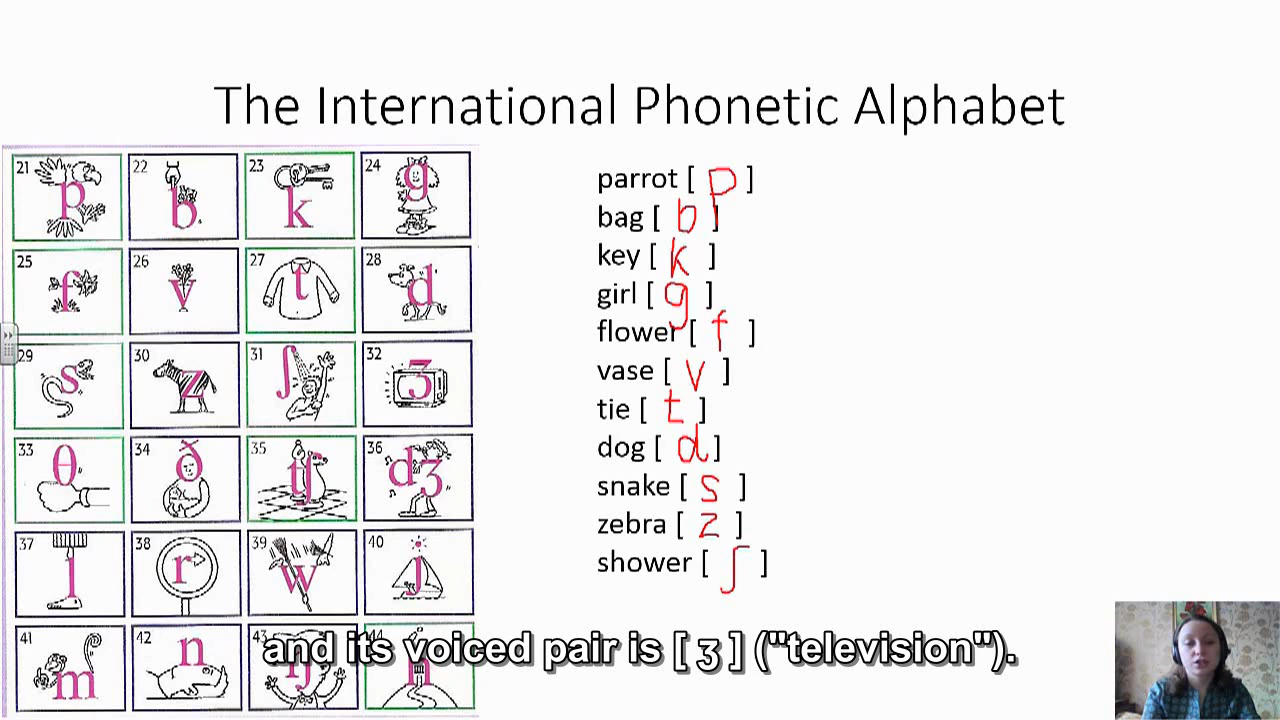 The International Phonetic Alphabet
21 p 22 b 23 k 24 g
25 f 26 v 27 t 28 d
29 s 30 z 31 ʃ 32 ʒ
33 θ 34 ð 35 tʃ 36 dʒ
37 l 38 r 39 w 40 j
41 m 42 n 43 ŋ 44 h
parrot [ p ]
bag [ b ]
key [ k ]
girl [ g ]
flower [ f ]
vase [ v ]
tie [ t ]
dog [ d ]
snake [ s ]
zebra [ z ]
shower [ ʃ ]
and its voiced pair is [ ʒ ] ("television").